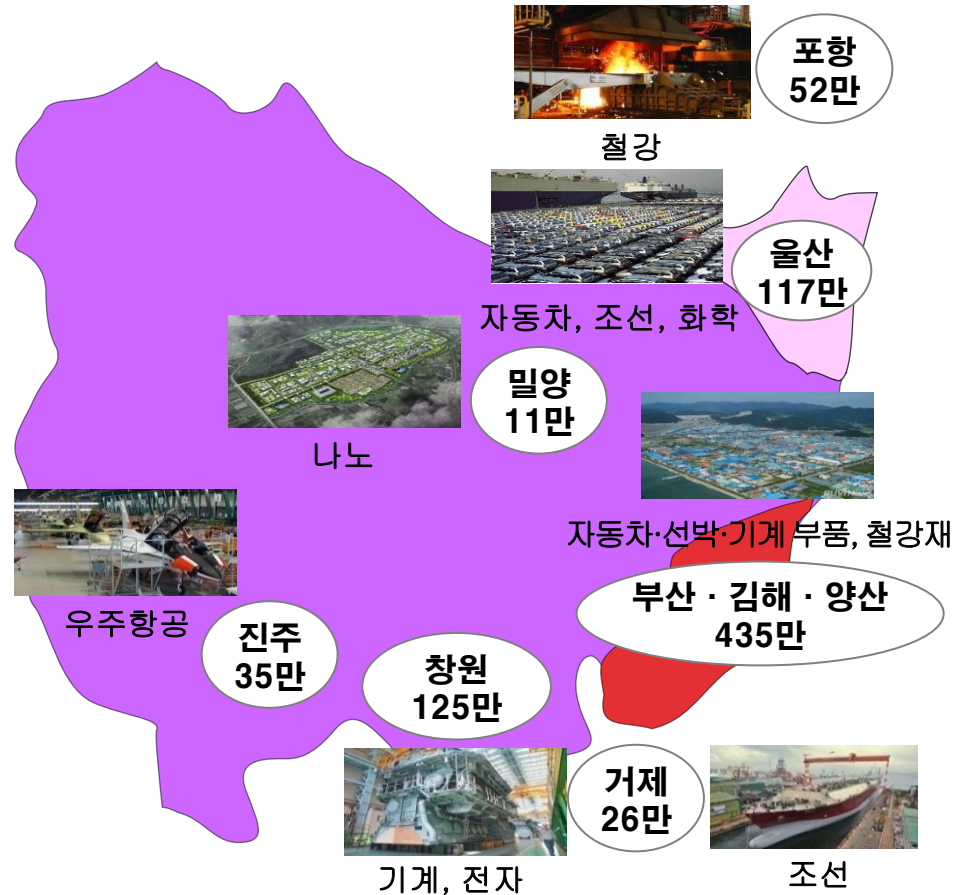 포항
52만
철강
울산
117만
자동차, 조선, 화학
밀양
11만
나노
자동차·선박·기계 부품, 철강재
부산 · 김해 · 양산
435만
우주항공
진주
35만
창원
125만
기계, 전자
거제
26만
조선